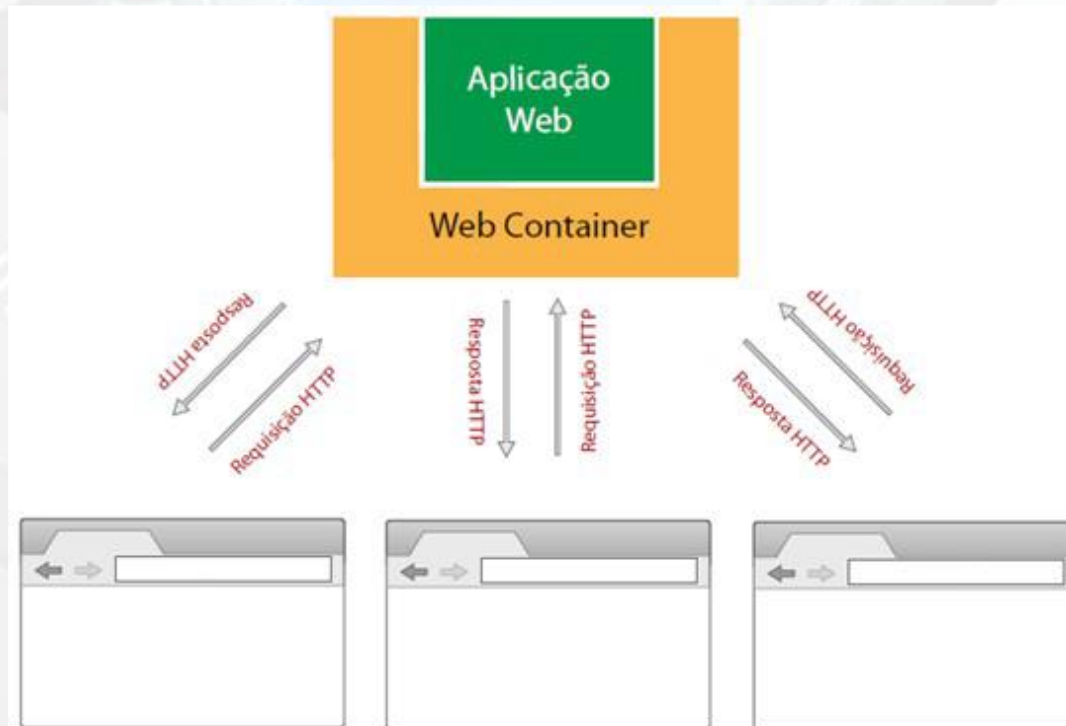 Aplicação
Web
Web Container
Resposta HTTP
Requisição HTTP
Resposta HTTP
Requisição HTTP
Resposta HTTP
Requisição HTTP